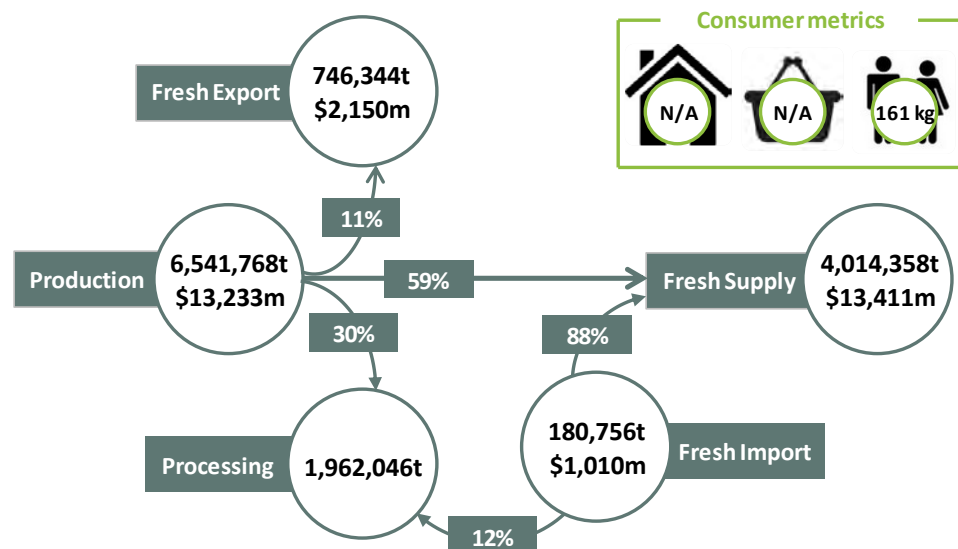 Consumer metrics
N/A
N/A
161 kg
Fresh Export
746,344t
$2,150m
11%
Production
6,541,768t
$13,233m
59%
Fresh Supply
4,014,358t
$13,411m
30%
88%
Processing
1,962,046t
180,756t
$1,010m
Fresh Import
12%